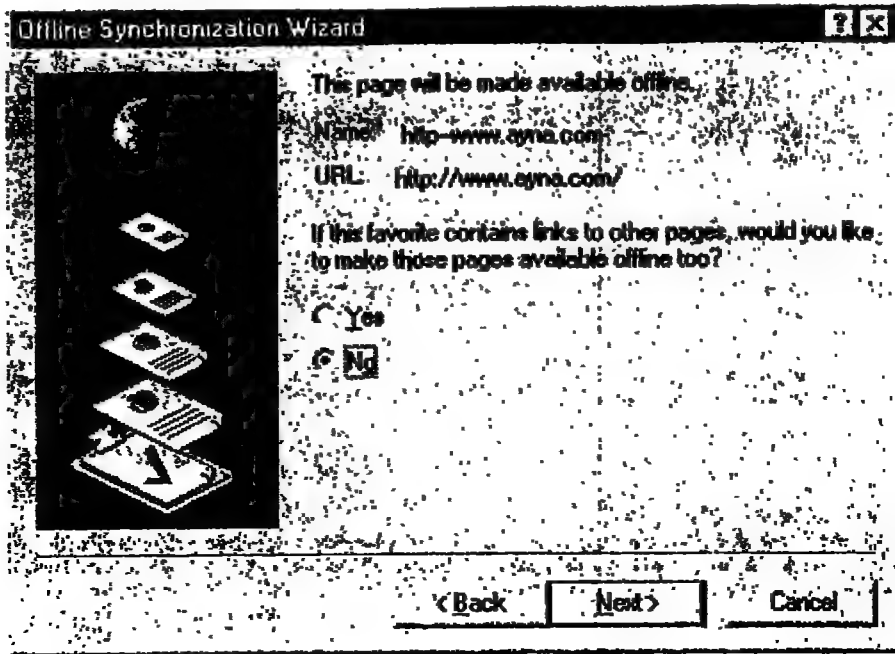 Offline Synchronization Wizard
? X
This page will be made available offline.
Name: http--www.ayna.com
URL: http://www.ayna.com/
If this favorite contains links to other pages, would you like
to make those pages available offline too?
Yes
No
< Back Next > Cancel